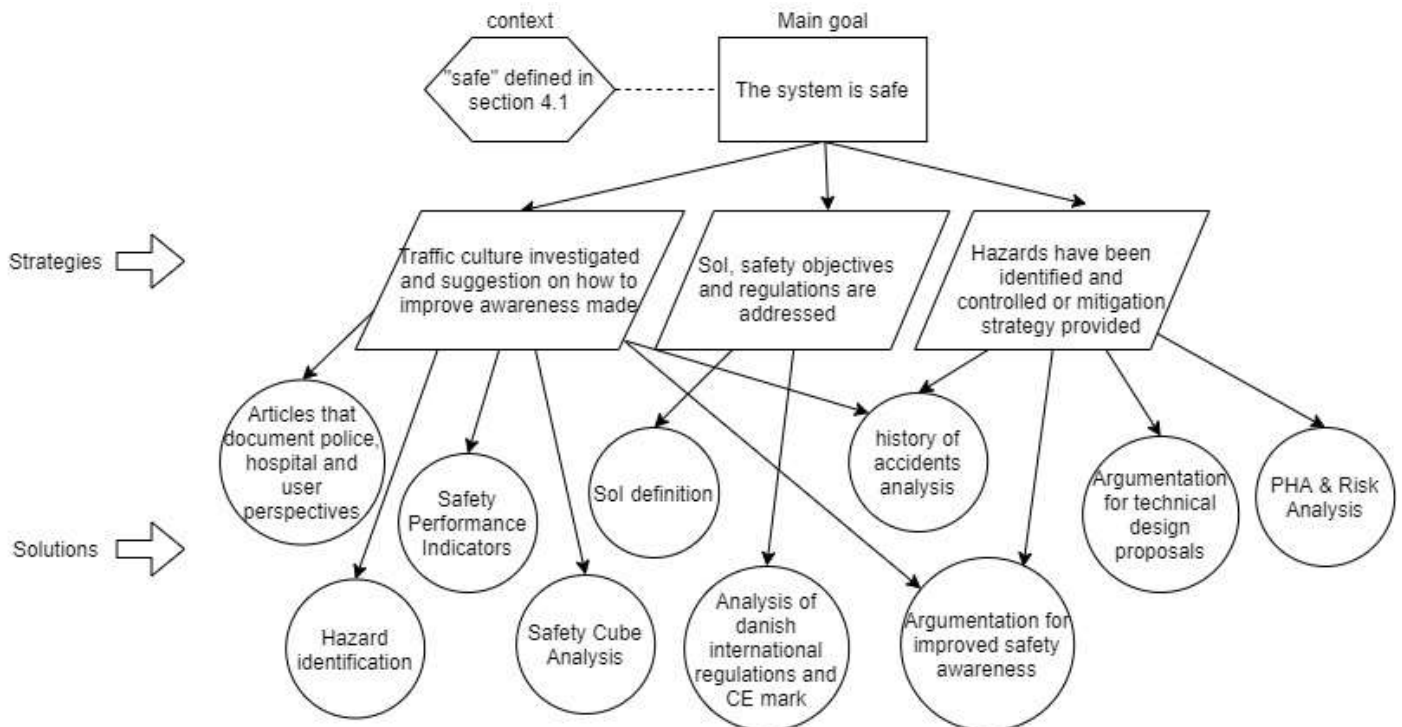 context
Main goal
"safe" defined in
section 4.1
The system is safe
Strategies
Traffic culture investigated
and suggestion on how to
improve awareness made
SoI, safety objectives
and regulations are
addressed
Hazards have been
identified and
controlled or mitigation
strategy provided
Solutions
Articles that
document police,
hospital and
user
perspectives
Hazard
identification
Safety
Performance
Indicators
Safety Cube
Analysis
SoI definition
Analysis of
danish
international
regulations and
CE mark
history of
accidents
analysis
Argumentation for
improved safety
awareness
Argumentation
for technical
design
proposals
PHA & Risk
Analysis